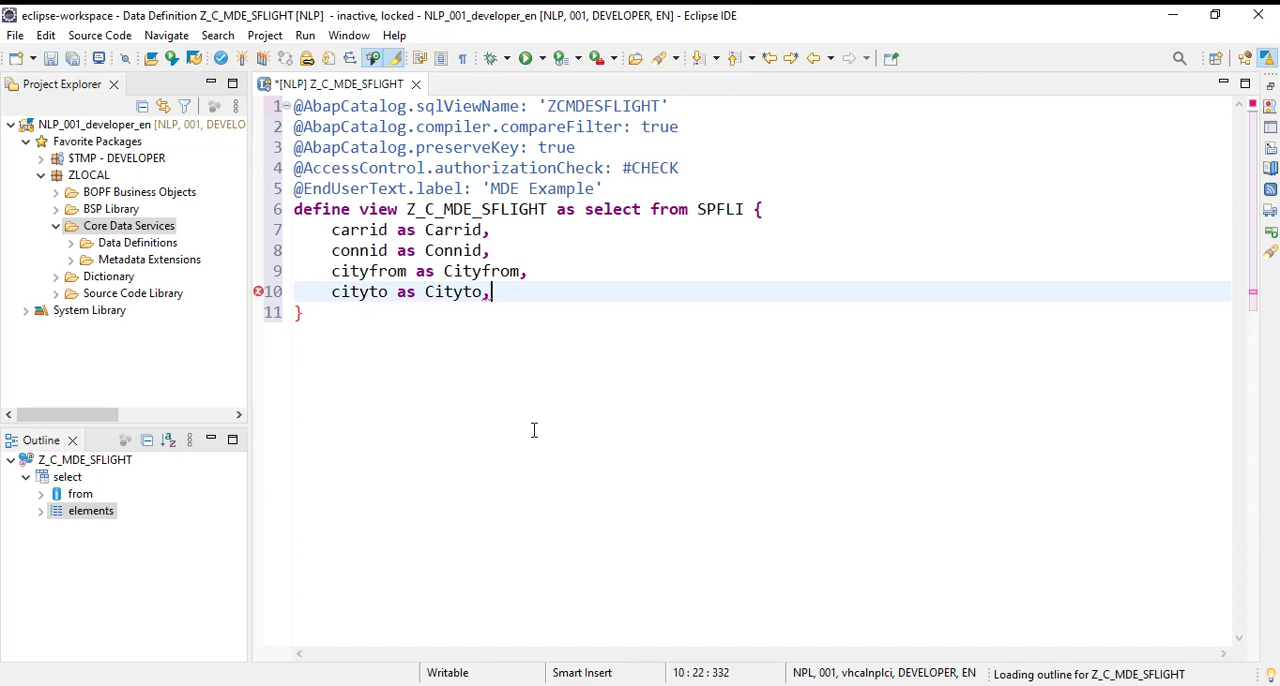 eclipse-workspace - Data Definition Z_C_MDE_SFLIGHT [NLP] - inactive, locked - NLP_001_developer_en [NLP, 001, DEVELOPER, EN] - Eclipse IDE
File Edit Source Code Navigate Search Project Run Window Help
Project Explorer
*[NLP] Z_C_MDE_SFLIGHT
NLP_001_developer_en [NLP, 001, DEVELO
Favorite Packages
$TMP - DEVELOPER
ZLOCAL
BOPF Business Objects
BSP Library
Core Data Services
Data Definitions
Metadata Extensions
Dictionary
Source Code Library
System Library
Outline
Z_C_MDE_SFLIGHT
select
from
elements
1 @AbapCatalog.sqlViewName: 'ZCMDESFLIGHT'
2 @AbapCatalog.compiler.compareFilter: true
3 @AbapCatalog.preserveKey: true
4 @AccessControl.authorizationCheck: #CHECK
5 @EndUserText.label: 'MDE Example'
6 define view Z_C_MDE_SFLIGHT as select from SPFLI {
7 carrid as Carrid,
8 connid as Connid,
9 cityfrom as Cityfrom,
10 cityto as Cityto,
11 }
Writable Smart Insert 10 : 22 : 332 NPL, 001, vhcalnplci, DEVELOPER, EN Loading outline for Z_C_MDE_SFLIGHT